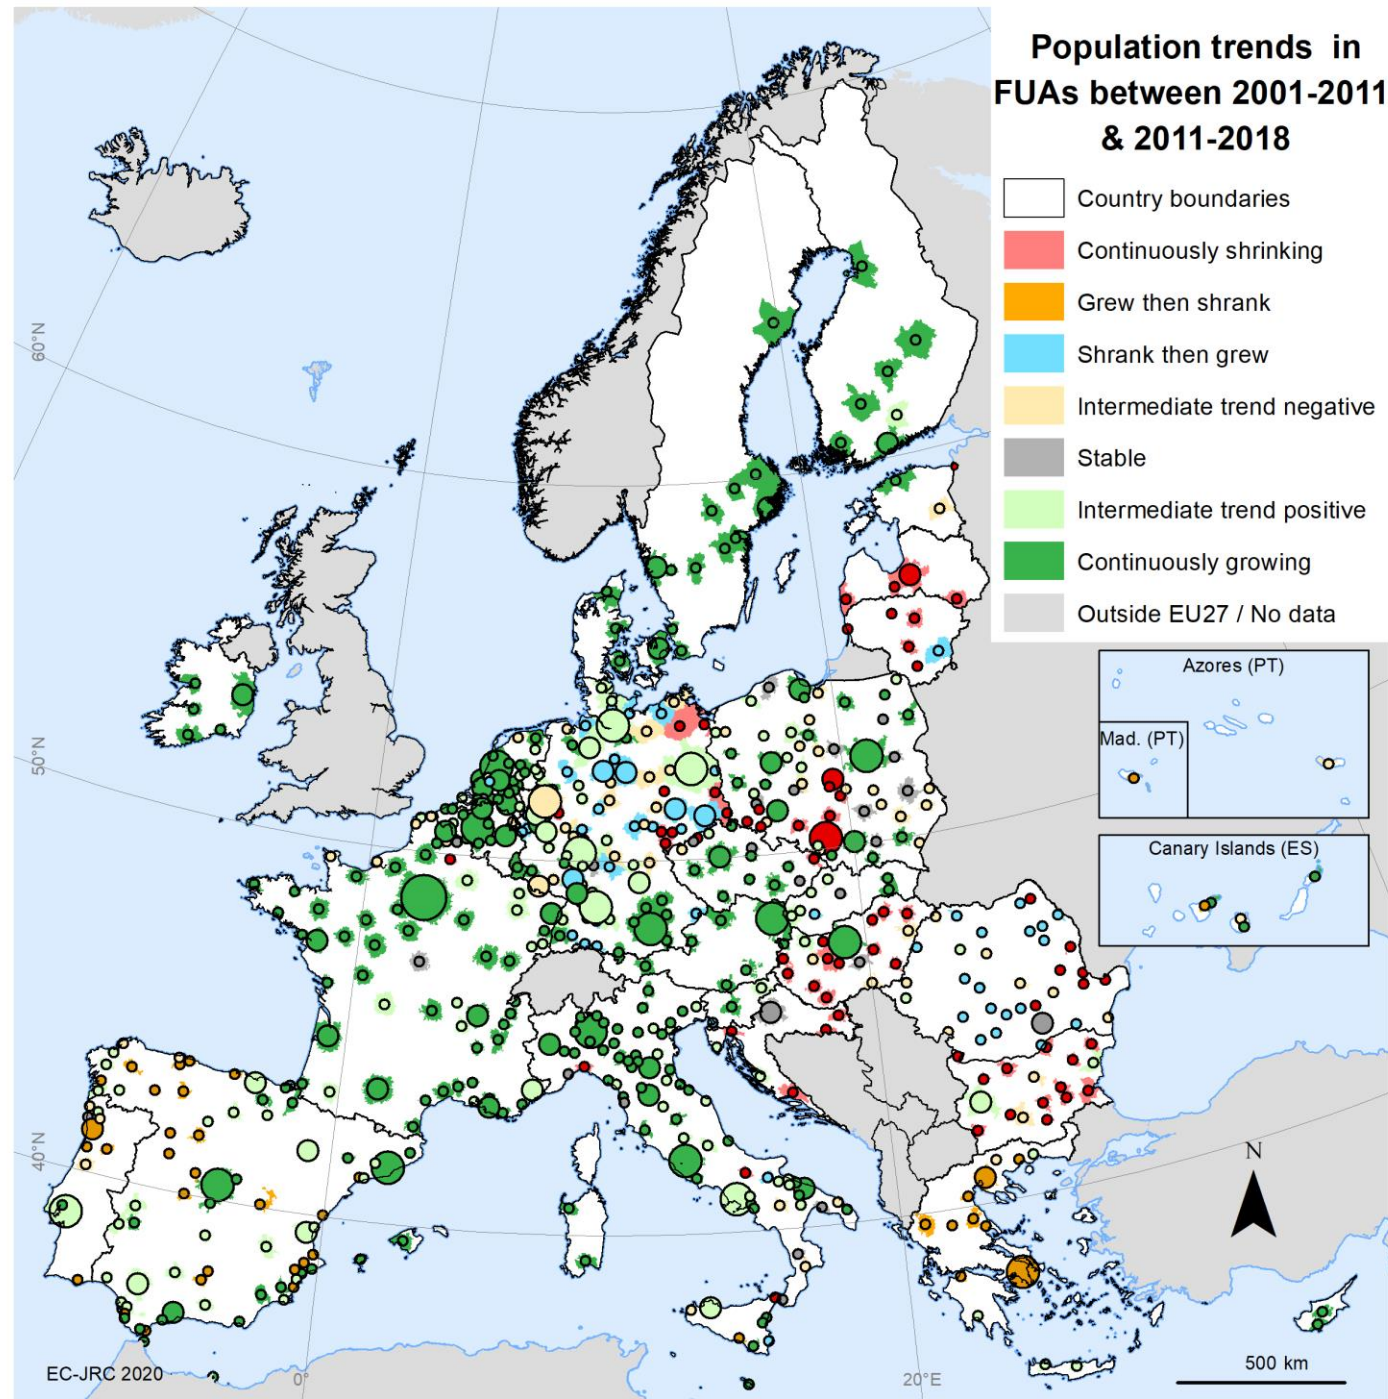 Population trends in
FUAs between 2001-2011
& 2011-2018
Country boundaries
Continuously shrinking
Grew then shrank
Shrank then grew
Intermediate trend negative
Stable
Intermediate trend positive
Continuously growing
Outside EU27 / No data
Azores (PT)
Mad. (PT)
Canary Islands (ES)
60°N
50°N
40°N
N
EC-JRC 2020
0°
20°E
500 km